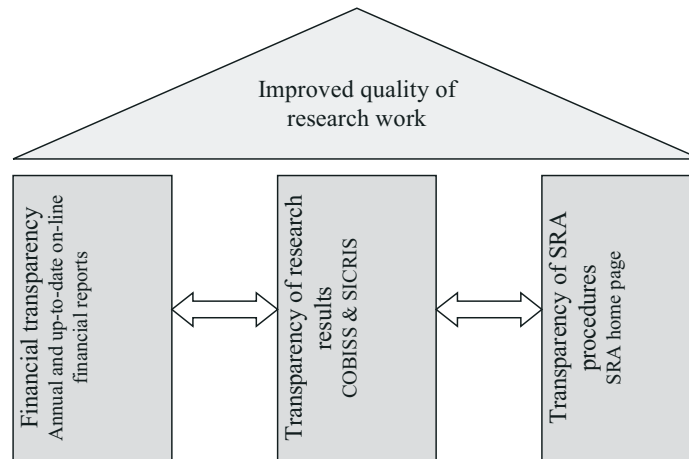 Improved quality of
research work
Financial transparency
Annual and up-to-date on-line
financial reports
Transparency of research
results
COBISS & SICRIS
Transparency of SRA
procedures
SRA home page